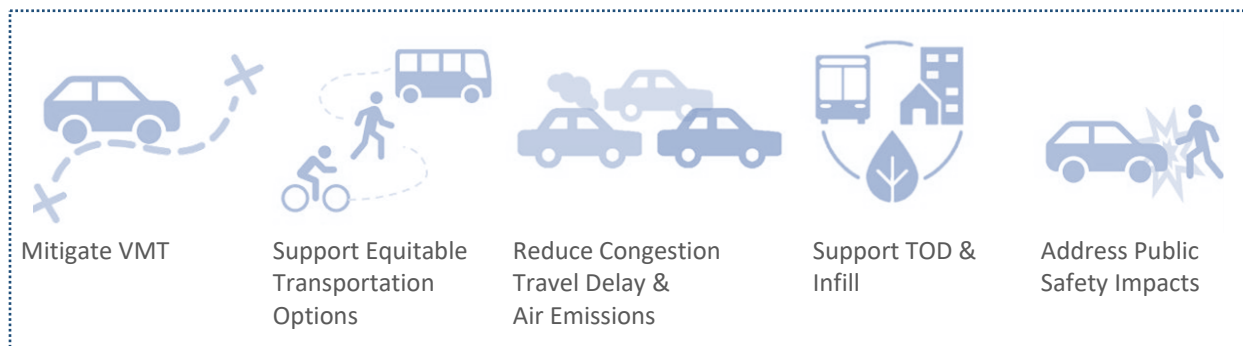 Mitigate VMT
Support Equitable
Transportation
Options
Reduce Congestion
Travel Delay &
Air Emissions
Support TOD &
Infill
Address Public
Safety Impacts